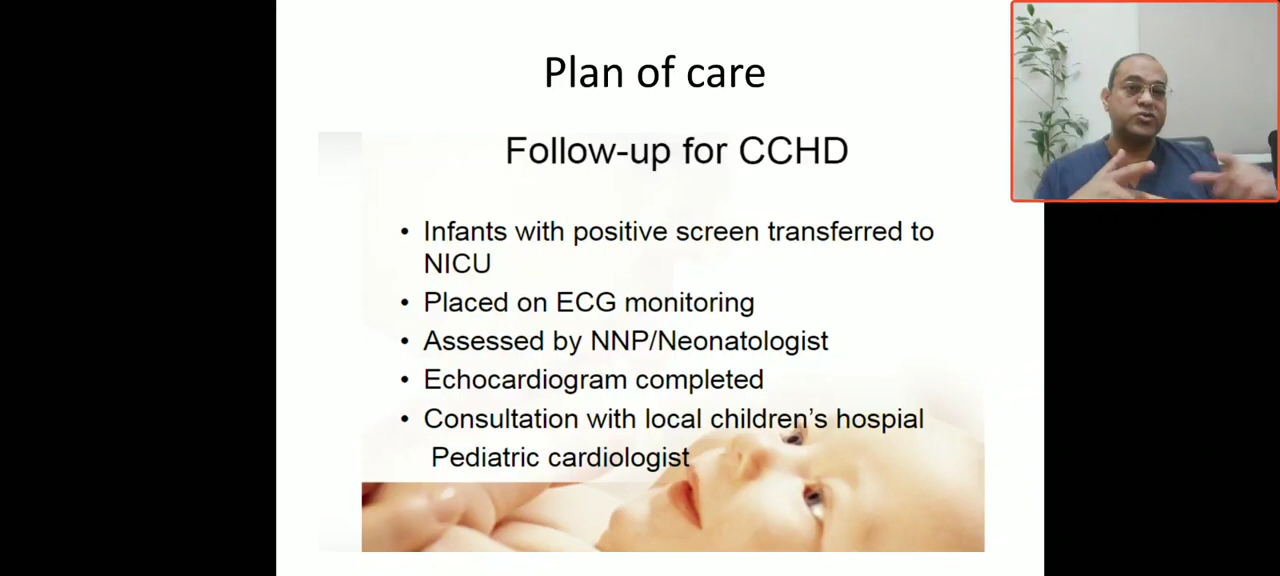 Plan of care
Follow-up for CCHD
• Infants with positive screen transferred to
NICU
• Placed on ECG monitoring
• Assessed by NNP/Neonatologist
• Echocardiogram completed
• Consultation with local children's hospial
Pediatric cardiologist